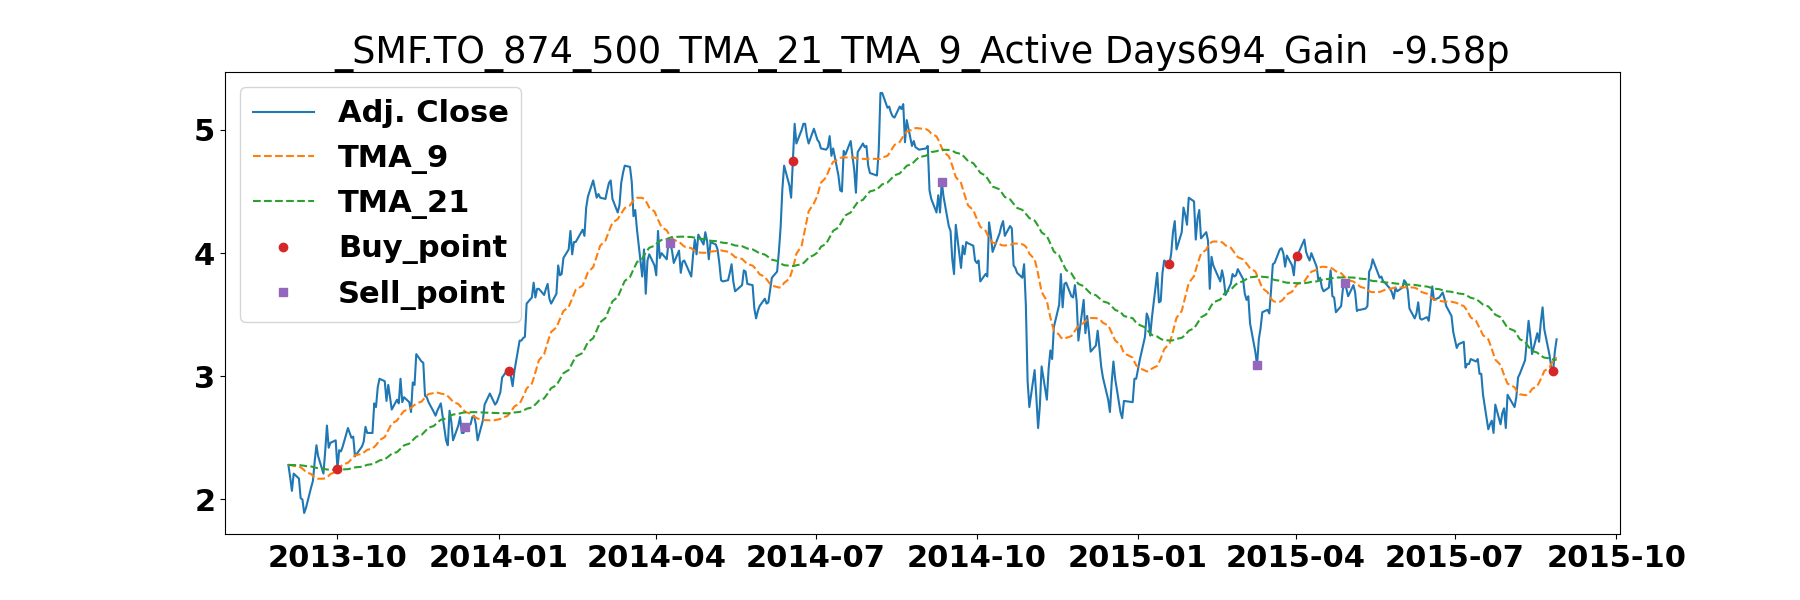 _SMF.TO_874_500_TMA_21_TMA_9_Active Days694_Gain  -9.58p
Adj. Close
TMA_9
TMA_21
Buy_point
Sell_point
5
4
3
2
2013-10 2014-01 2014-04 2014-07 2014-10 2015-01 2015-04 2015-07 2015-10